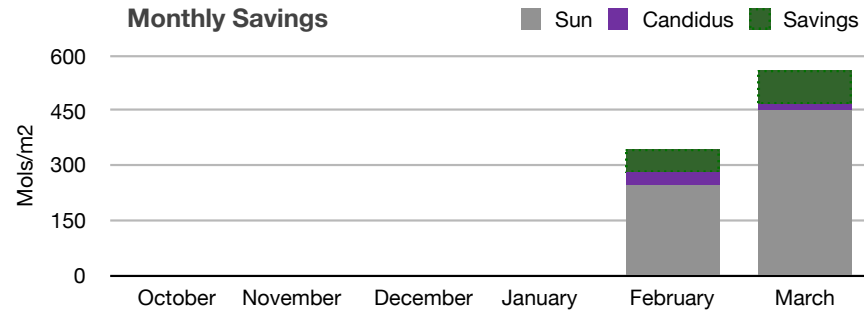 Monthly Savings
Sun Candidus Savings
Mols/m2
600
450
300
150
0
October November December January February March